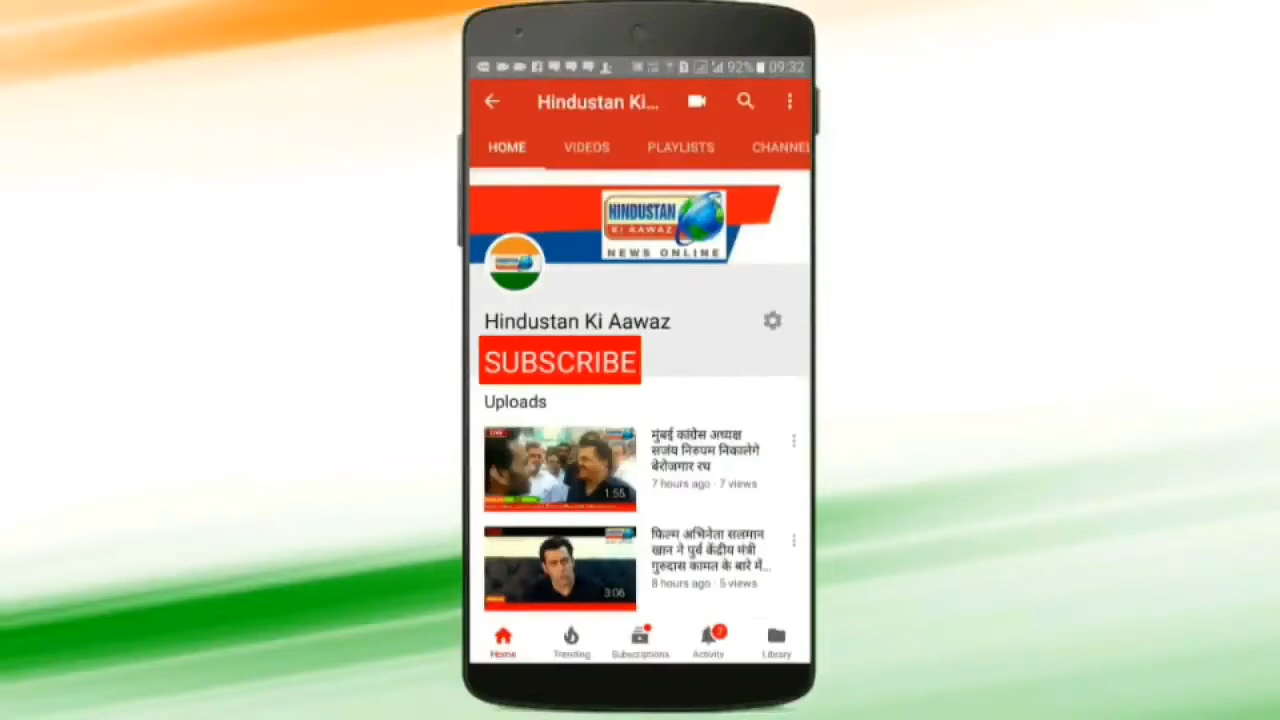 92% 09:32
Hindustan Ki...
HOME VIDEOS PLAYLISTS CHANNEL
HINDUSTAN
KI AAWAZ
NEWS ONLINE
Hindustan Ki Aawaz
SUBSCRIBE
Uploads
मुंबई कांग्रेस अध्यक्ष
सजंय निरुपम निकालेगे
बेरोजगार रथ
7 hours ago · 7 views
1:55
फिल्म अभिनेता सलमान
खान ने पुर्व केंद्रीय मंत्री
गुरुदास कामत के बारे में...
8 hours ago · 5 views
3:06
Home Trending Subscriptions Activity Library